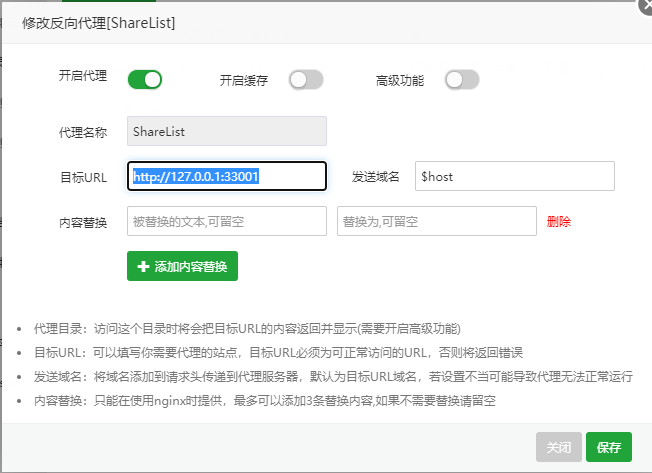 修改反向代理[ShareList]
开启代理 开启缓存 高级功能
代理名称 ShareList
目标URL http://127.0.0.1:33001 发送域名 $host
内容替换 被替换的文本,可留空 替换为,可留空 删除
添加内容替换
代理目录：访问这个目录时将会把目标URL的内容返回并显示(需要开启高级功能)
目标URL：可以填写你需要代理的站点，目标URL必须为可正常访问的URL，否则将返回错误
发送域名：将域名添加到请求头传递到代理服务器，默认为目标URL域名，若设置不当可能导致代理无法正常运行
内容替换：只能在使用nginx时提供，最多可以添加3条替换内容,如果不需要替换请留空
关闭 保存